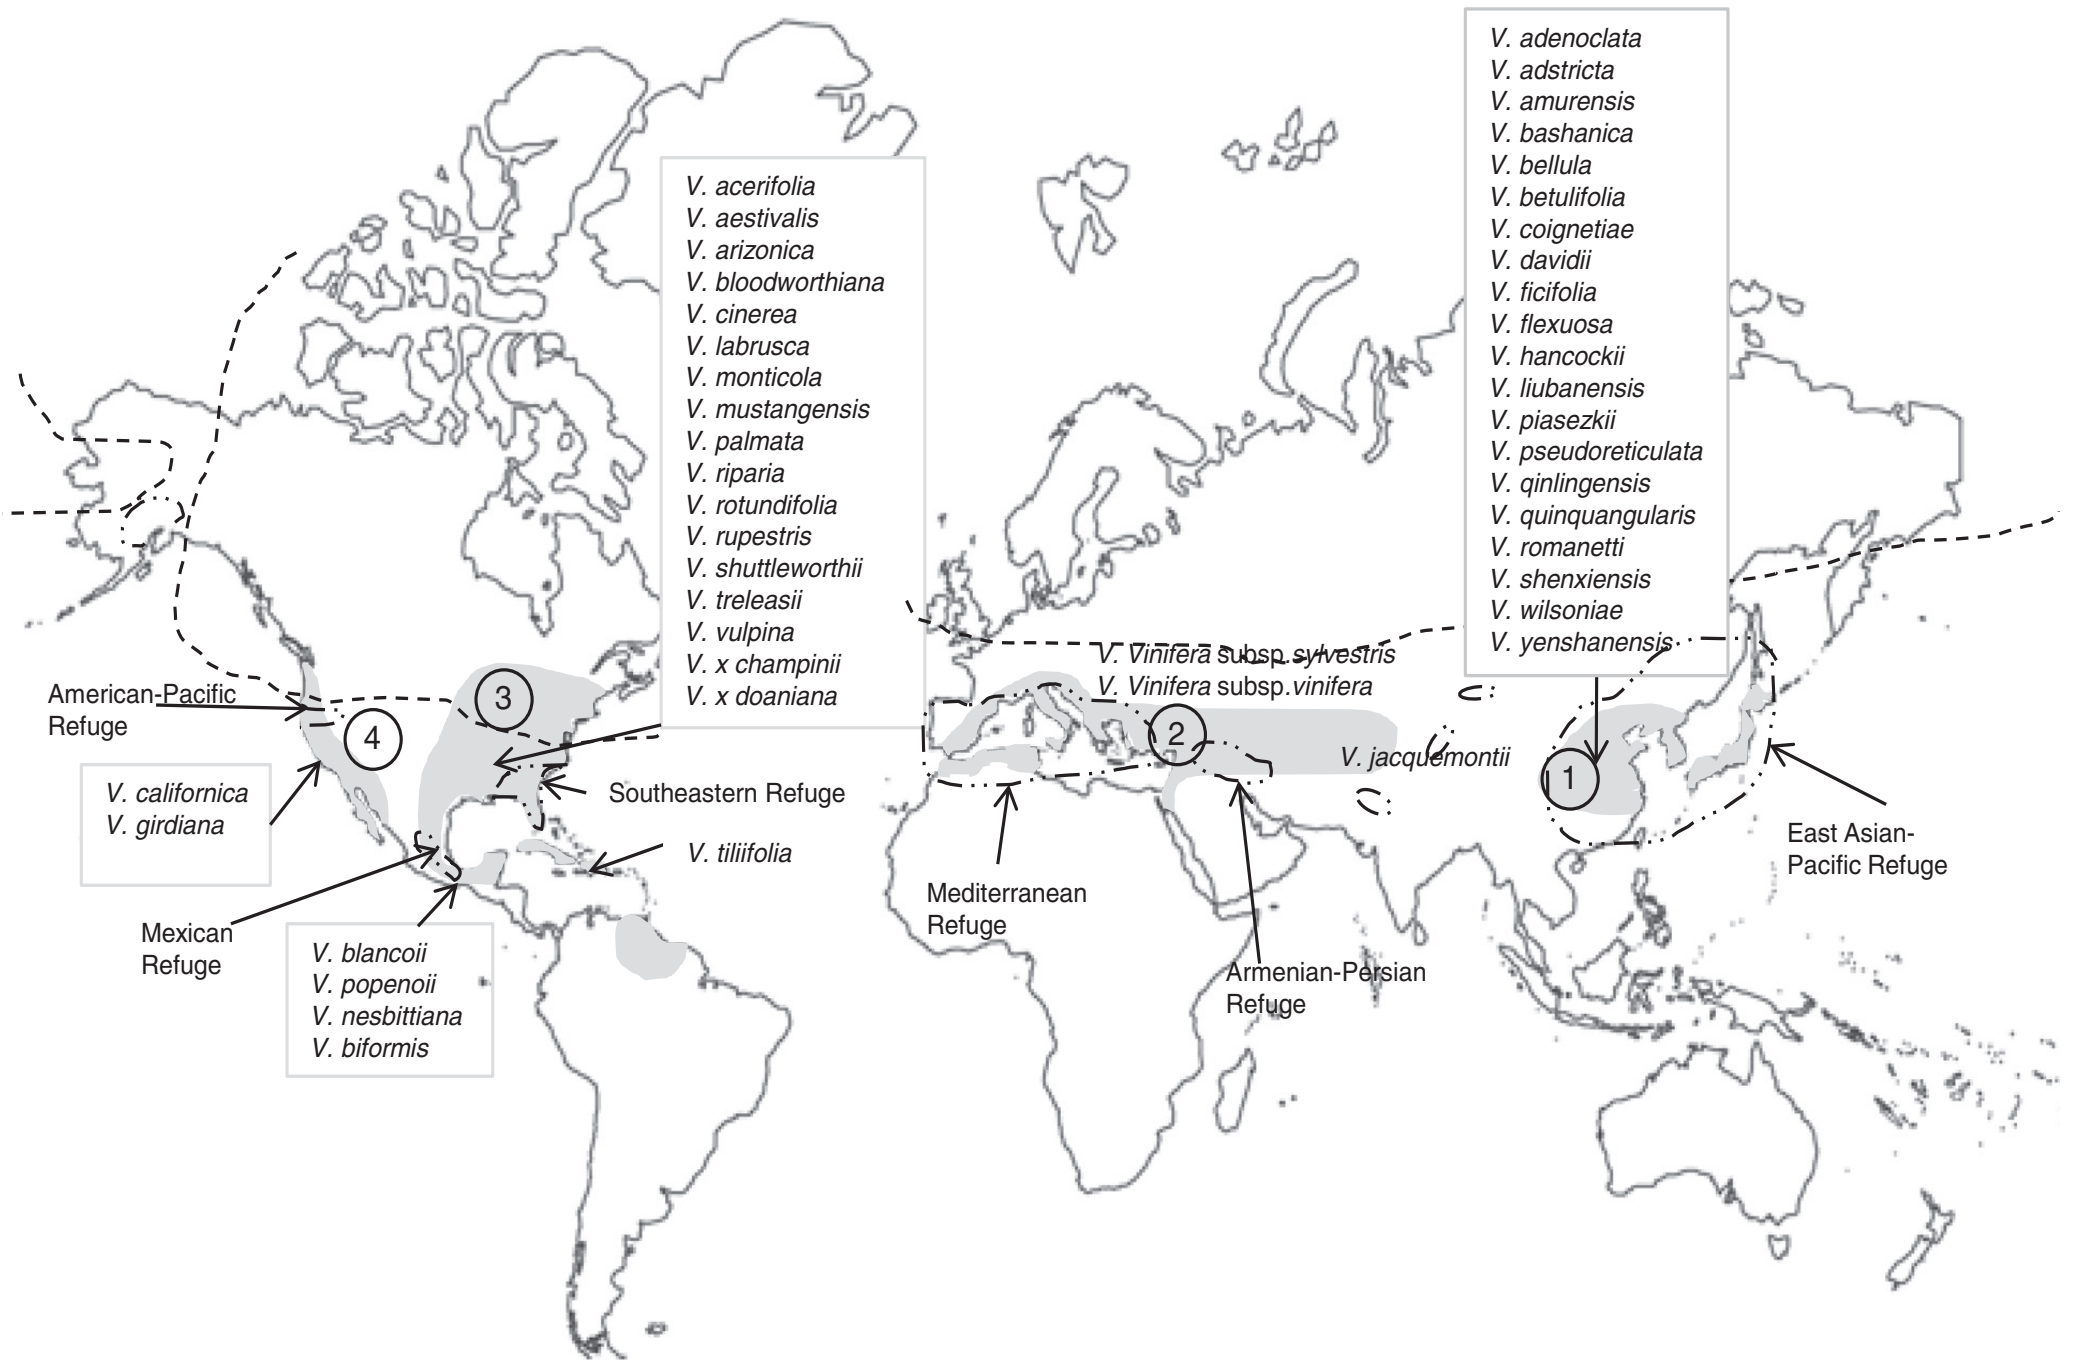 V. adenoclata
V. adstricta
V. amurensis
V. bashanica
V. bellula
V. betulifolia
V. coignetiae
V. davidii
V. ficifolia
V. flexuosa
V. hancockii
V. liubanensis
V. piasezkii
V. pseudoreticulata
V. qinlingensis
V. quinquangularis
V. romanetti
V. shenxiensis
V. wilsoniae
V. yenshanensis
V. acerifolia
V. aestivalis
V. arizonica
V. bloodworthiana
V. cinerea
V. labrusca
V. monticola
V. mustangensis
V. palmata
V. riparia
V. rotundifolia
V. rupestris
V. shuttleworthii
V. treleasii
V. vulpina
V. x champinii
V. x doaniana
V. Vinifera subsp.sylvestris
V. Vinifera subsp.vinifera
American-Pacific
Refuge
3
4
2
1
V. jacquemontii
V. californica
V. girdiana
Southeastern Refuge
V. tiliifolia
East Asian-
Pacific Refuge
Mediterranean
Refuge
Mexican
Refuge
V. blancoii
V. popenoii
V. nesbittiana
V. biformis
Armenian-Persian
Refuge